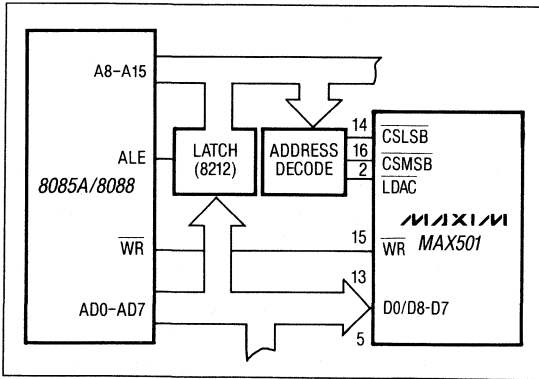 A8-A15
ALE
8085A/8088
WR
AD0-AD7
LATCH
(8212)
ADDRESS
DECODE
14
16
2
15
13
5
CSLSB
CSMSB
LDAC
MAXIM
MAX501
WR
D0/D8-D7